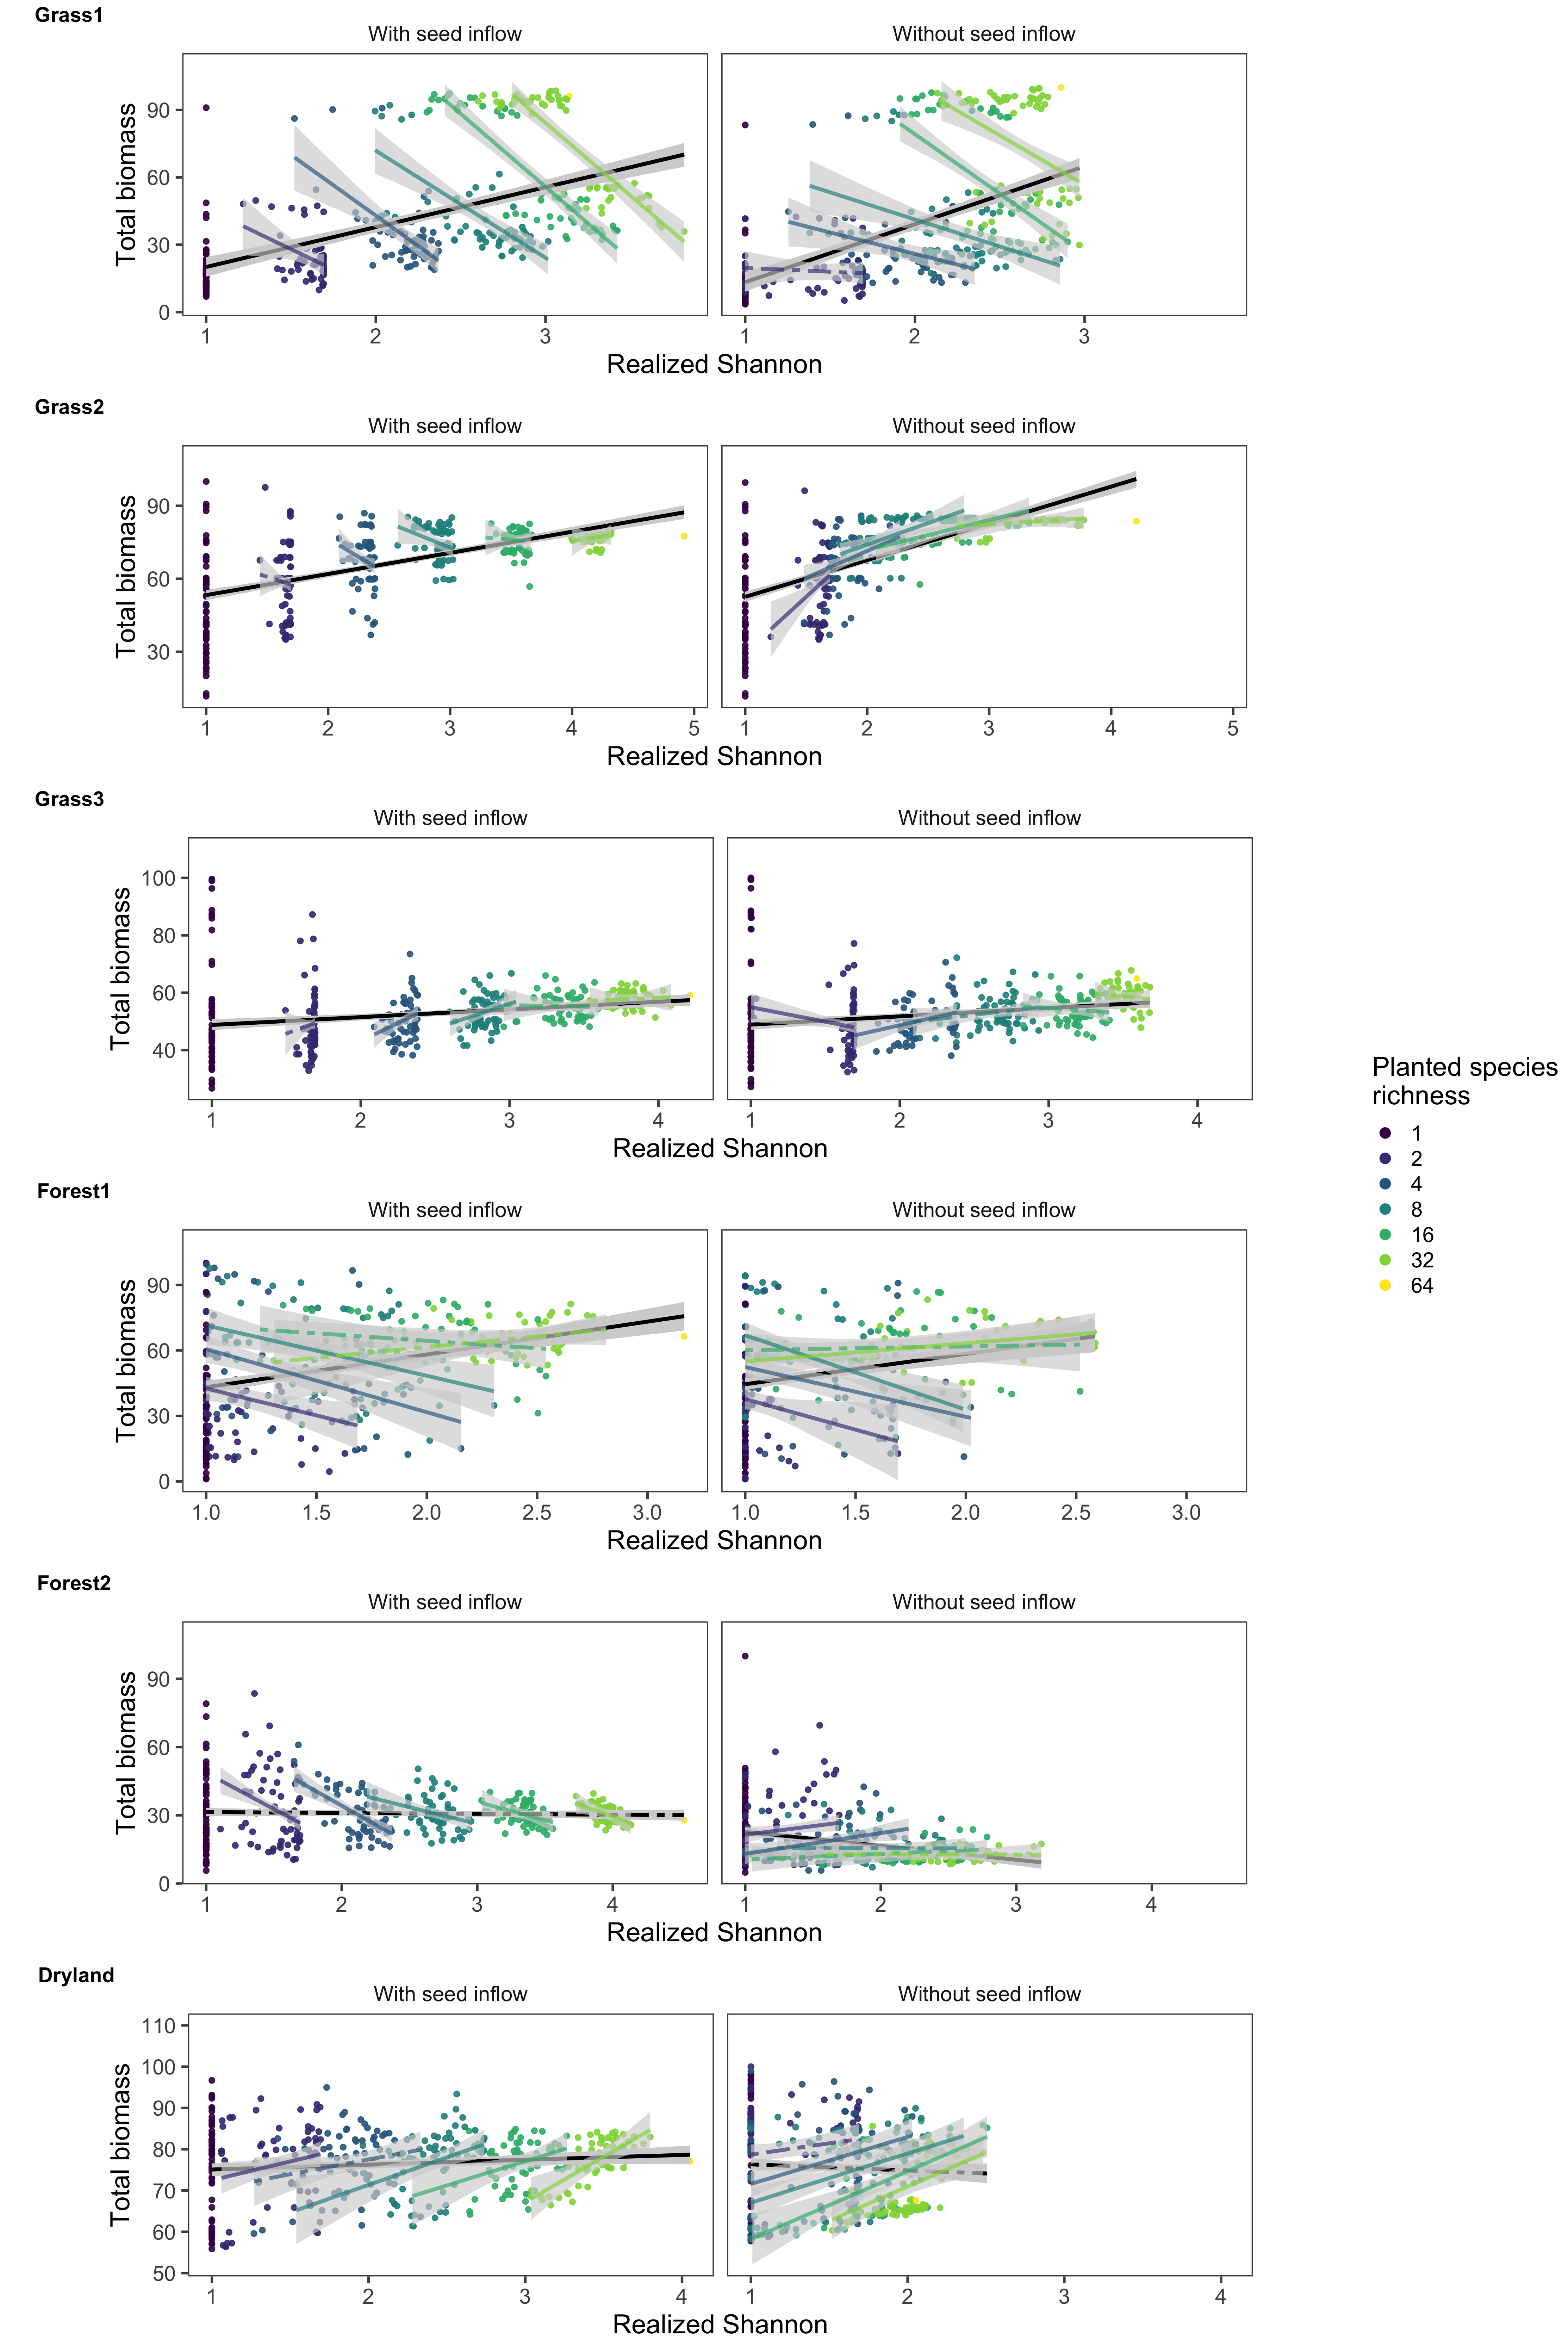 Grass1
With seed inflow
Without seed inflow
Total biomass
90
60
30
0
1
2
3
1
2
3
Realized Shannon
Grass2
With seed inflow
Without seed inflow
Total biomass
90
60
30
1
2
3
4
5
1
2
3
4
5
Realized Shannon
Grass3
With seed inflow
Without seed inflow
Total biomass
100
80
60
40
1
2
3
4
1
2
3
4
Realized Shannon
Planted species
richness
1
2
4
8
16
32
64
Forest1
With seed inflow
Without seed inflow
Total biomass
90
60
30
0
1.0
1.5
2.0
2.5
3.0
1.0
1.5
2.0
2.5
3.0
Realized Shannon
Forest2
With seed inflow
Without seed inflow
Total biomass
90
60
30
0
1
2
3
4
1
2
3
4
Realized Shannon
Dryland
With seed inflow
Without seed inflow
Total biomass
110
100
90
80
70
60
50
1
2
3
4
1
2
3
4
Realized Shannon